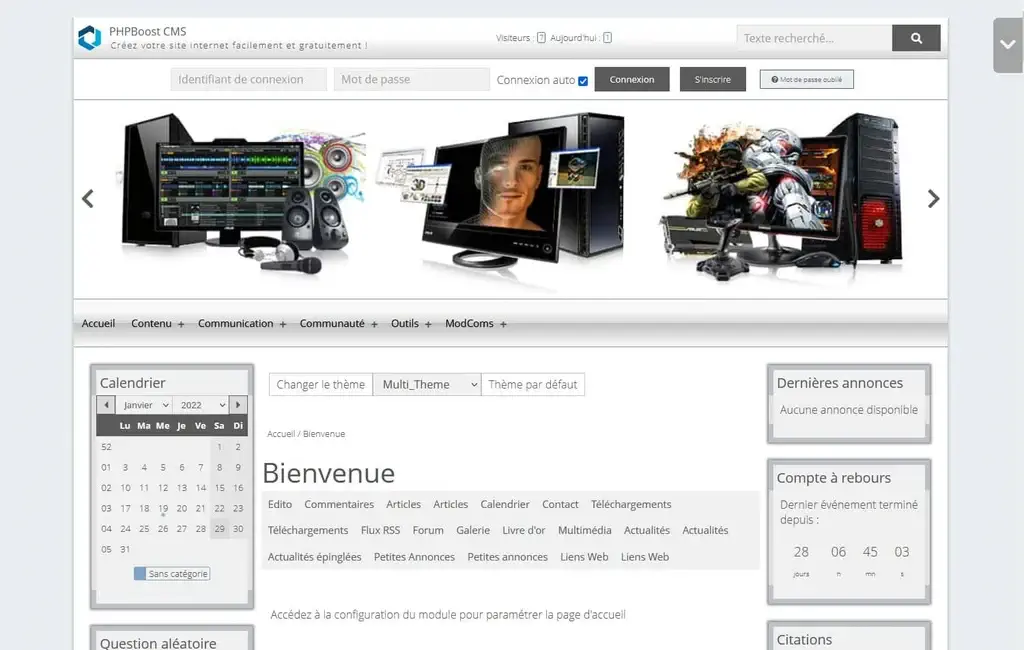 PHPBoost CMS
Créez votre site internet facilement et gratuitement !
Visiteurs : 7 Aujourd'hui : 1
Texte recherché...
Identifiant de connexion
Mot de passe
Connexion auto
Connexion
S'inscrire
Mot de passe oublié
Accueil
Contenu +
Communication +
Communauté +
Outils +
ModComs +
Calendrier
Janvier 2022
Lu Ma Me Je Ve Sa Di
52 1 2
01 3 4 5 6 7 8 9
02 10 11 12 13 14 15 16
03 17 18 19 20 21 22 23
04 24 25 26 27 28 29 30
05 31
Sans catégorie
Question aléatoire
Changer le thème Multi_Theme Thème par défaut
Accueil / Bienvenue
Bienvenue
Edito Commentaires Articles Articles Calendrier Contact Téléchargements
Téléchargements Flux RSS Forum Galerie Livre d'or Multimédia Actualités Actualités
Actualités épinglées Petites Annonces Petites annonces Liens Web Liens Web
Accédez à la configuration du module pour paramétrer la page d'accueil
Dernières annonces
Aucune annonce disponible
Compte à rebours
Dernier événement terminé
depuis :
28 06 45 03
jours h mn s
Citations